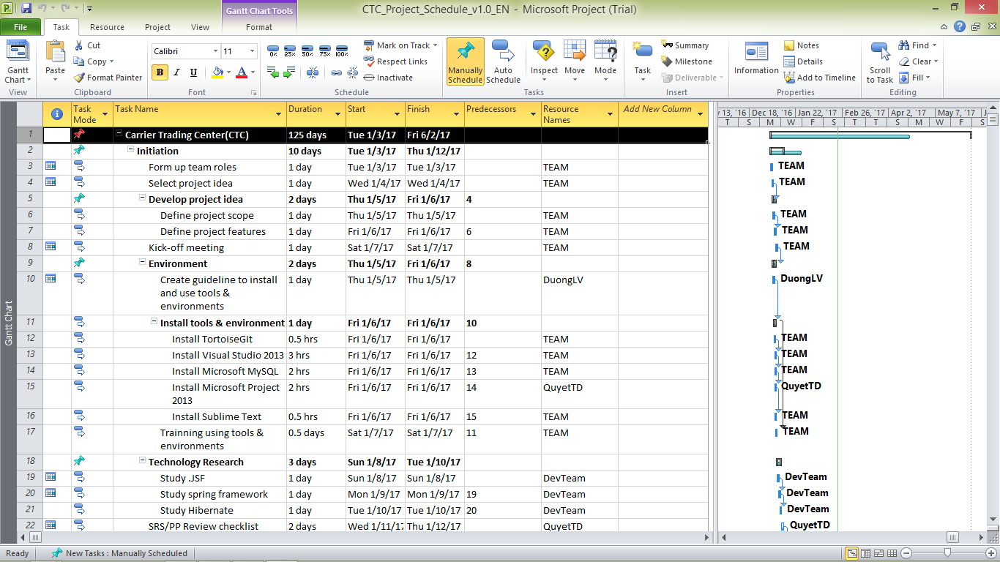 CTC_Project_Schedule_v1.0_EN - Microsoft Project (Trial)
Gantt Chart Tools
File Task Resource Project View Format
Gantt Chart
View
Paste
Cut
Copy
Format Painter
Clipboard
Calibri 11
B I U A
Font
0% 25% 50% 75% 100%
Mark on Track
Respect Links
Inactivate
Schedule
Manually Schedule
Auto Schedule
Inspect
Move
Mode
Tasks
Task
Summary
Milestone
Deliverable
Insert
Information
Notes
Details
Add to Timeline
Properties
Scroll to Task
Find
Clear
Fill
Editing
Task Mode Task Name Duration Start Finish Predecessors Resource Names Add New Column
13, '16 Dec 18, '16 Jan 22, '17 Feb 26, '17 Apr 2, '17 May 7, '17
T S M W F S T T S M W F S
1 Carrier Trading Center(CTC) 125 days Tue 1/3/17 Fri 6/2/17
2 Initiation 10 days Tue 1/3/17 Thu 1/12/17
3 Form up team roles 1 day Tue 1/3/17 Tue 1/3/17 TEAM TEAM
4 Select project idea 1 day Wed 1/4/17 Wed 1/4/17 TEAM TEAM
5 Develop project idea 2 days Thu 1/5/17 Fri 1/6/17 4
6 Define project scope 1 day Thu 1/5/17 Thu 1/5/17 TEAM TEAM
7 Define project features 1 day Fri 1/6/17 Fri 1/6/17 6 TEAM TEAM
8 Kick-off meeting 1 day Sat 1/7/17 Sat 1/7/17 TEAM TEAM
9 Environment 2 days Thu 1/5/17 Fri 1/6/17 8
10 Create guideline to install 1 day Thu 1/5/17 Thu 1/5/17 DuongLV DuongLV
and use tools &
environments
11 Install tools & environment 1 day Fri 1/6/17 Fri 1/6/17 10
12 Install TortoiseGit 0.5 hrs Fri 1/6/17 Fri 1/6/17 TEAM TEAM
13 Install Visual Studio 2013 3 hrs Fri 1/6/17 Fri 1/6/17 12 TEAM TEAM
14 Install Microsoft MySQL 2 hrs Fri 1/6/17 Fri 1/6/17 13 TEAM TEAM
15 Install Microsoft Project 2 hrs Fri 1/6/17 Fri 1/6/17 14 QuyetTD QuyetTD
2013
16 Install Sublime Text 0.5 hrs Fri 1/6/17 Fri 1/6/17 15 TEAM TEAM
17 Trainning using tools & 0.5 days Sat 1/7/17 Sat 1/7/17 11 TEAM TEAM
environments
18 Technology Research 3 days Sun 1/8/17 Tue 1/10/17
19 Study .JSF 1 day Sun 1/8/17 Sun 1/8/17 DevTeam DevTeam
20 Study spring framework 1 day Mon 1/9/17 Mon 1/9/17 19 DevTeam DevTeam
21 Study Hibernate 1 day Tue 1/10/17 Tue 1/10/17 20 DevTeam DevTeam
22 SRS/PP Review checklist 2 days Wed 1/11/17 Thu 1/12/17 QuyetTD QuyetTD
Gantt Chart
Ready New Tasks : Manually Scheduled